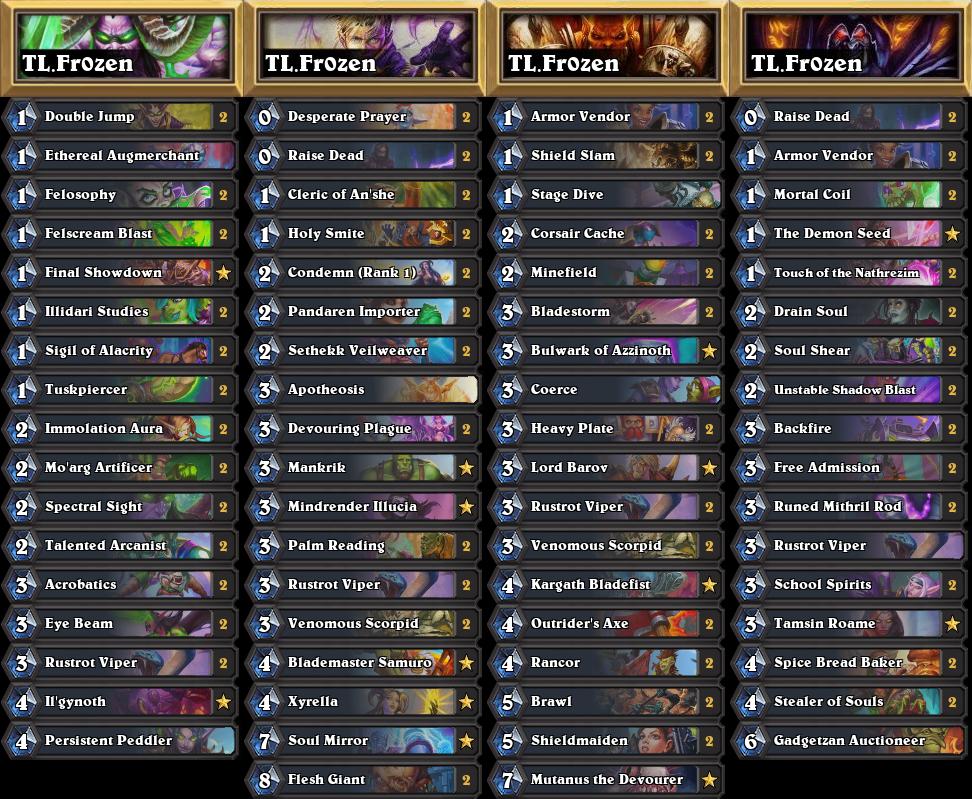 TL.Fr0zen
1 Double Jump 2
1 Ethereal Augmerchant
1 Felosophy 2
1 Felscream Blast 2
1 Final Showdown
1 Illidari Studies 2
1 Sigil of Alacrity 2
1 Tuskpiercer 2
2 Immolation Aura 2
2 Mo'arg Artificer 2
2 Spectral Sight 2
2 Talented Arcanist 2
3 Acrobatics 2
3 Eye Beam 2
3 Rustrot Viper 2
4 Il'gynoth
4 Persistent Peddler
TL.Fr0zen
0 Desperate Prayer 2
0 Raise Dead 2
1 Cleric of An'she 2
1 Holy Smite 2
2 Condemn (Rank 1) 2
2 Pandaren Importer 2
2 Sethekk Veilweaver 2
3 Apotheosis
3 Devouring Plague 2
3 Mankrik
3 Mindrender Illucia
3 Palm Reading 2
3 Rustrot Viper 2
3 Venomous Scorpid 2
4 Blademaster Samuro
4 Xyrella
7 Soul Mirror
8 Flesh Giant 2
TL.Fr0zen
1 Armor Vendor 2
1 Shield Slam 2
1 Stage Dive
2 Corsair Cache 2
2 Minefield 2
3 Bladestorm 2
3 Bulwark of Azzinoth
3 Coerce
3 Heavy Plate 2
3 Lord Barov
3 Rustrot Viper 2
3 Venomous Scorpid 2
4 Kargath Bladefist
4 Outrider's Axe 2
4 Rancor 2
5 Brawl 2
5 Shieldmaiden 2
7 Mutanus the Devourer
TL.Fr0zen
0 Raise Dead 2
1 Armor Vendor 2
1 Mortal Coil 2
1 The Demon Seed
1 Touch of the Nathrezim 2
2 Drain Soul 2
2 Soul Shear 2
2 Unstable Shadow Blast 2
3 Backfire 2
3 Free Admission 2
3 Runed Mithril Rod 2
3 Rustrot Viper
3 School Spirits 2
3 Tamsin Roame
4 Spice Bread Baker 2
4 Stealer of Souls 2
6 Gadgetzan Auctioneer